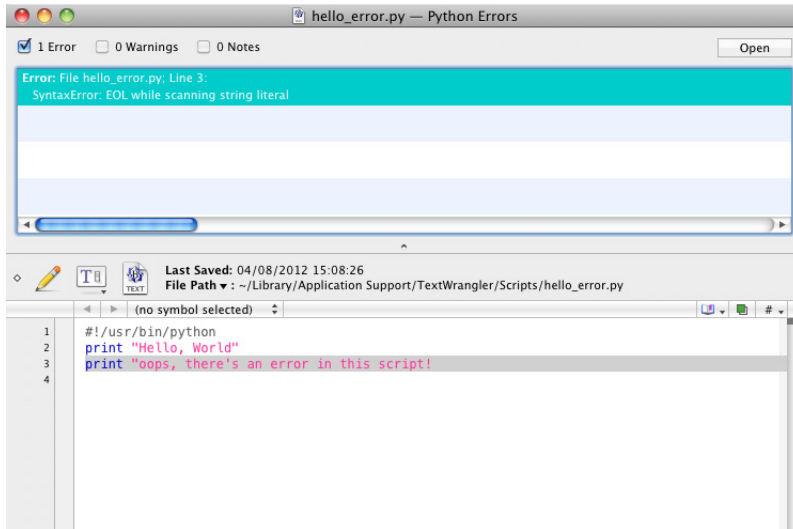 hello_error.py — Python Errors
1 Error 0 Warnings 0 Notes Open
Error: File hello_error.py; Line 3:
SyntaxError: EOL while scanning string literal
Last Saved: 04/08/2012 15:08:26
File Path ▾ : ~/Library/Application Support/TextWrangler/Scripts/hello_error.py
T TEXT
(no symbol selected) #
1 #!/usr/bin/python
2 print "Hello, World"
3 print "oops, there's an error in this script!
4